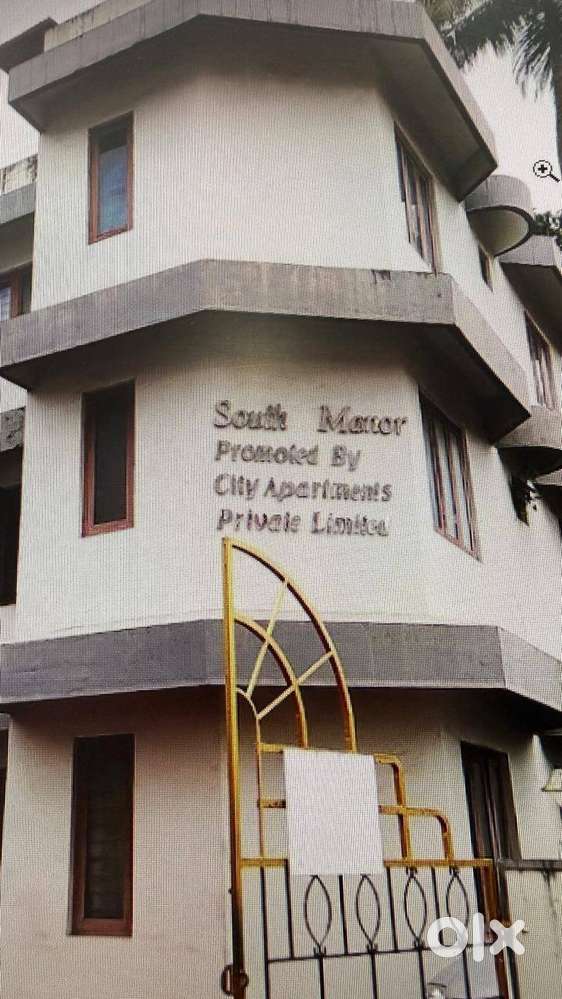 South Manor
Promoted By
City Apartments
Private Limited
olx